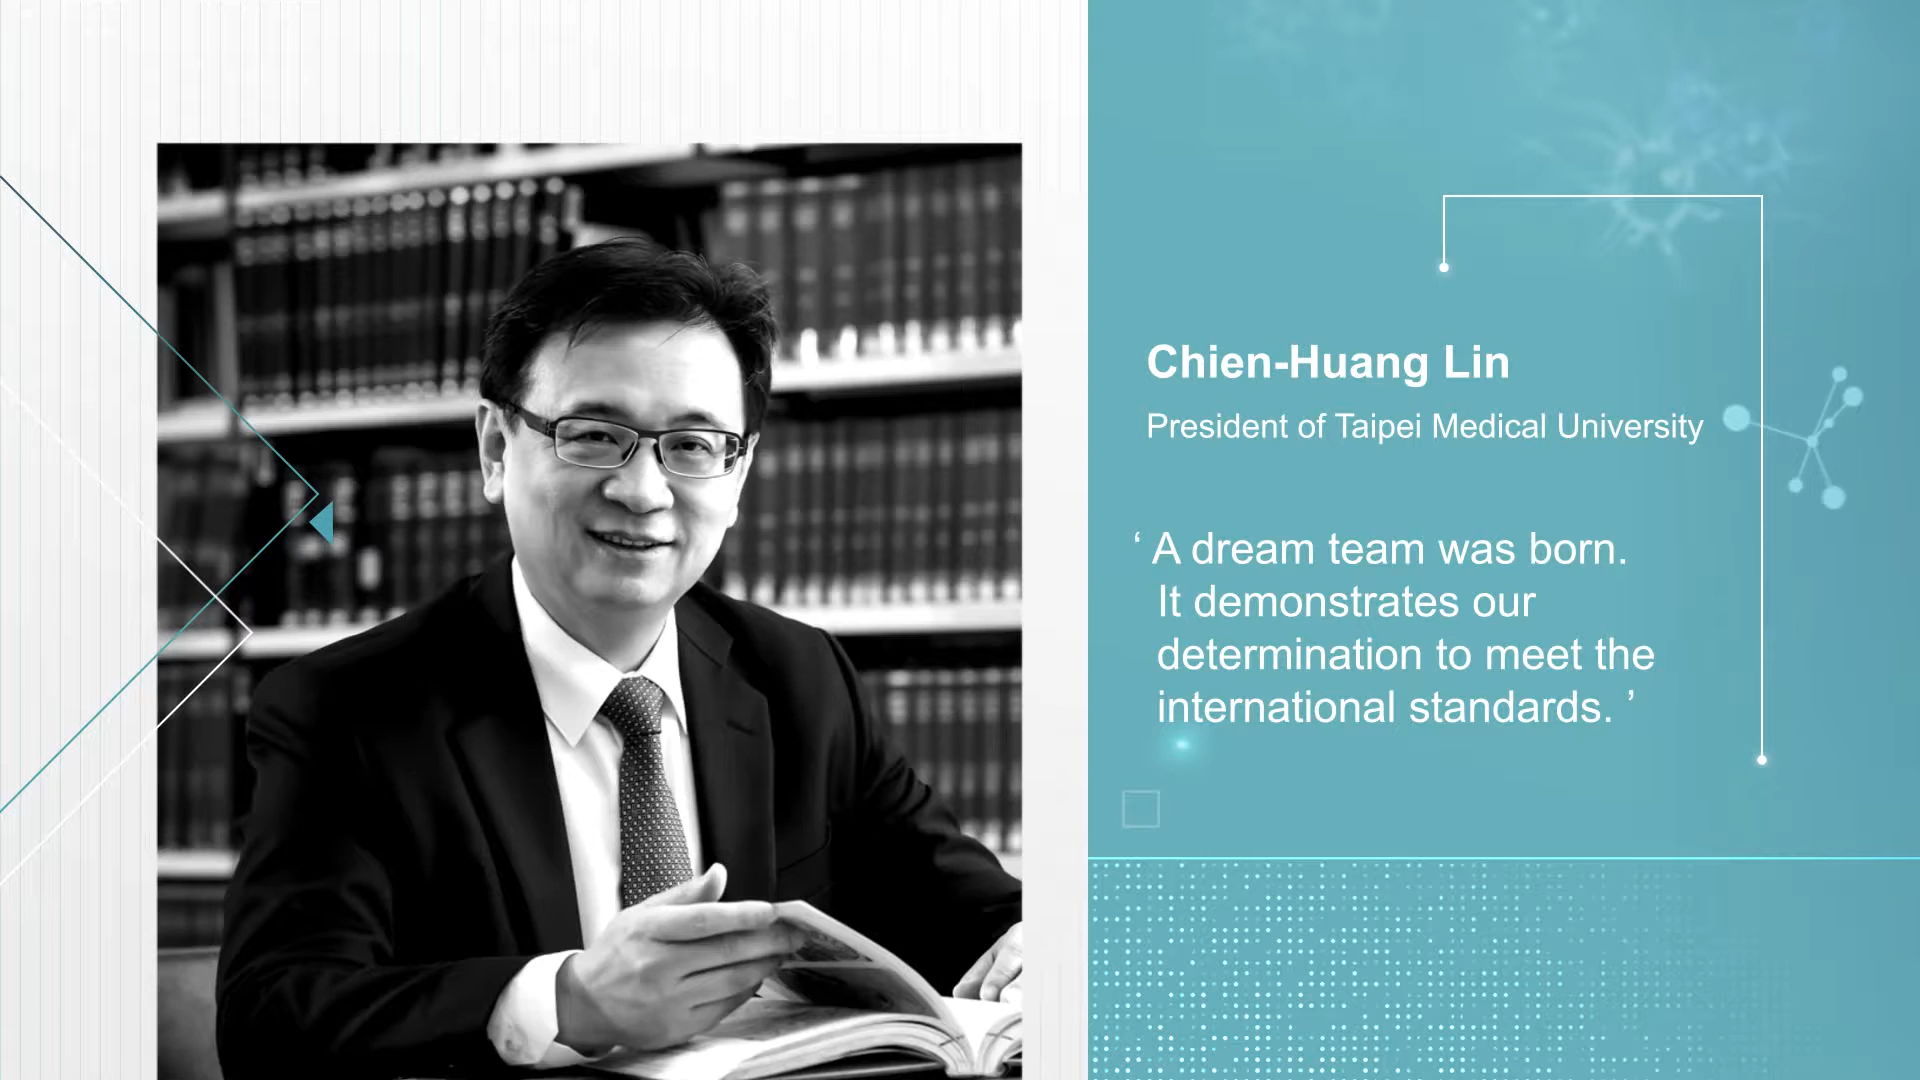 Chien-Huang Lin
President of Taipei Medical University
‘ A dream team was born.
It demonstrates our
determination to meet the
international standards. ’